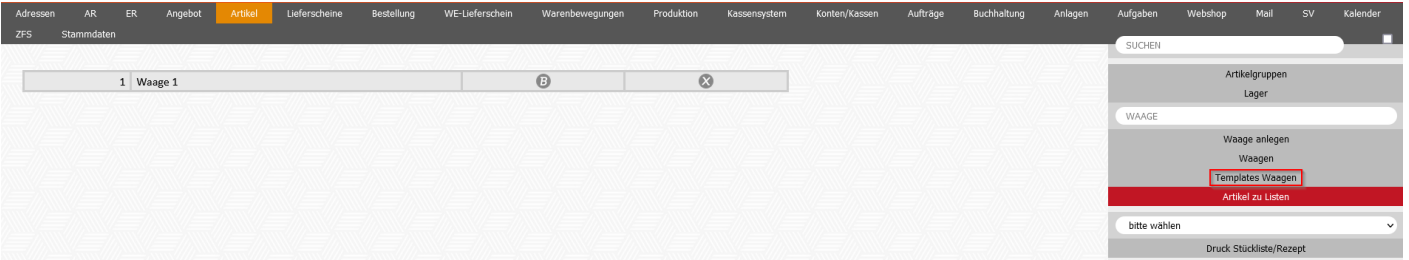 Adressen AR ER Angebot Artikel Lieferscheine Bestellung WE-Lieferschein Warenbewegungen Produktion Kassensystem Konten/Kassen Aufträge Buchhaltung Anlagen Aufgaben Webshop Mail SV Kalender
ZFS Stammdaten
SUCHEN
1 Waage 1 B X
Artikelgruppen
Lager
WAAGE
Waage anlegen
Waagen
Templates Waagen
Artikel zu Listen
bitte wählen
Druck Stückliste/Rezept